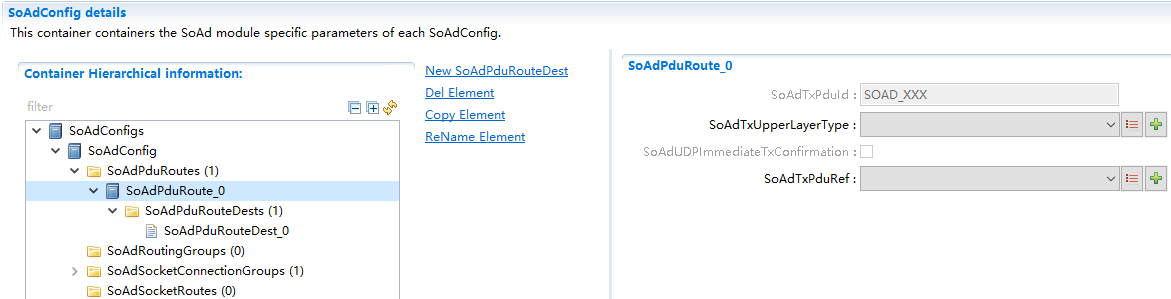 SoAdConfig details
This container containers the SoAd module specific parameters of each SoAdConfig.
Container Hierarchical information:
filter
SoAdConfigs
SoAdConfig
SoAdPduRoutes (1)
SoAdPduRoute_0
SoAdPduRouteDests (1)
SoAdPduRouteDest_0
SoAdRoutingGroups (0)
SoAdSocketConnectionGroups (1)
SoAdSocketRoutes (0)
New SoAdPduRouteDest
Del Element
Copy Element
ReName Element
SoAdPduRoute_0
SoAdTxPduId : SOAD_XXX
SoAdTxUpperLayerType :
SoAdUDPImmediateTxConfirmation :
SoAdTxPduRef :